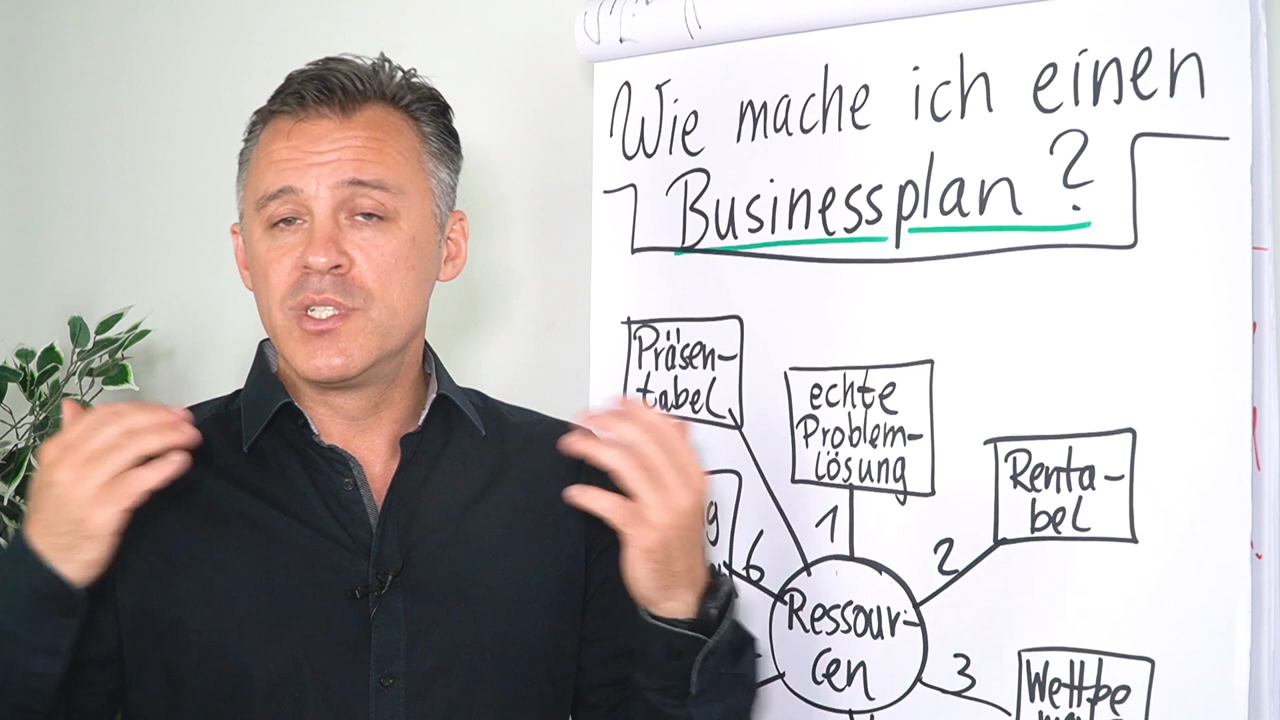 Wie mache ich einen
Businessplan ?
Präsen-
tabel
echte
Problem-
lösung
Renta-
bel
g
1
2
6
Ressour-
cen
3